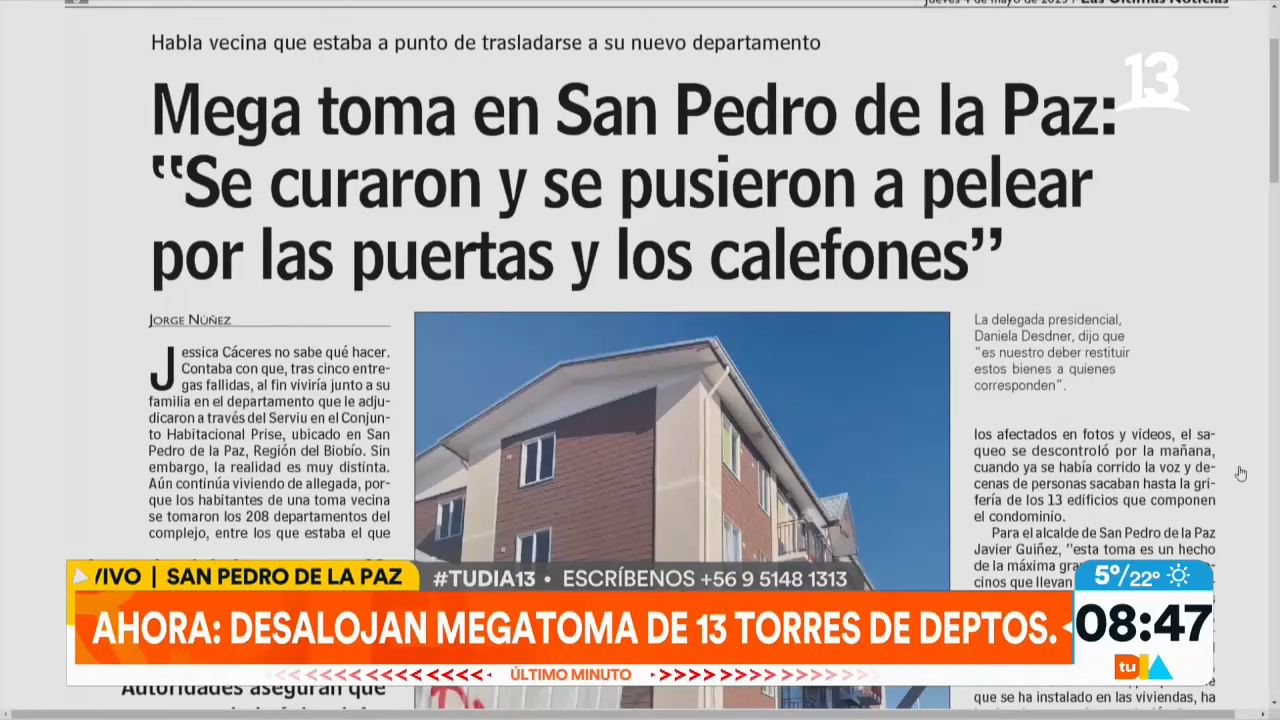 jueves 4 de mayo de 2023 / Las Últimas Noticias
Habla vecina que estaba a punto de trasladarse a su nuevo departamento
13
Mega toma en San Pedro de la Paz:
“Se curaron y se pusieron a pelear
por las puertas y los calefones”
JORGE NÚÑEZ
Jessica Cáceres no sabe qué hacer.
Contaba con que, tras cinco entre-
gas fallidas, al fin viviría junto a su
familia en el departamento que le adju-
dicaron a través del Serviu en el Conjun-
to Habitacional Prise, ubicado en San
Pedro de la Paz, Región del Biobío. Sin
embargo, la realidad es muy distinta.
Aún continúa viviendo de allegada, por-
que los habitantes de una toma vecina
se tomaron los 208 departamentos del
complejo, entre los que estaba el que
La delegada presidencial,
Daniela Desdner, dijo que
“es nuestro deber restituir
estos bienes a quienes
corresponden”.
los afectados en fotos y videos, el sa-
queo se descontroló por la mañana,
cuando ya se había corrido la voz y de-
cenas de personas sacaban hasta la gri-
fería de los 13 edificios que componen
el condominio.
Para el alcalde de San Pedro de la Paz
Javier Guiñez, “esta toma es un hecho
de la máxima
cinos que llevan
VIVO | SAN PEDRO DE LA PAZ
#TUDIA13 • ESCRÍBENOS +56 9 5148 1313
5°/22°
AHORA: DESALOJAN MEGATOMA DE 13 TORRES DE DEPTOS.
08:47
ÚLTIMO MINUTO
tu DÍA
Autoridades aseguran que
que se ha instalado en las viviendas, ha